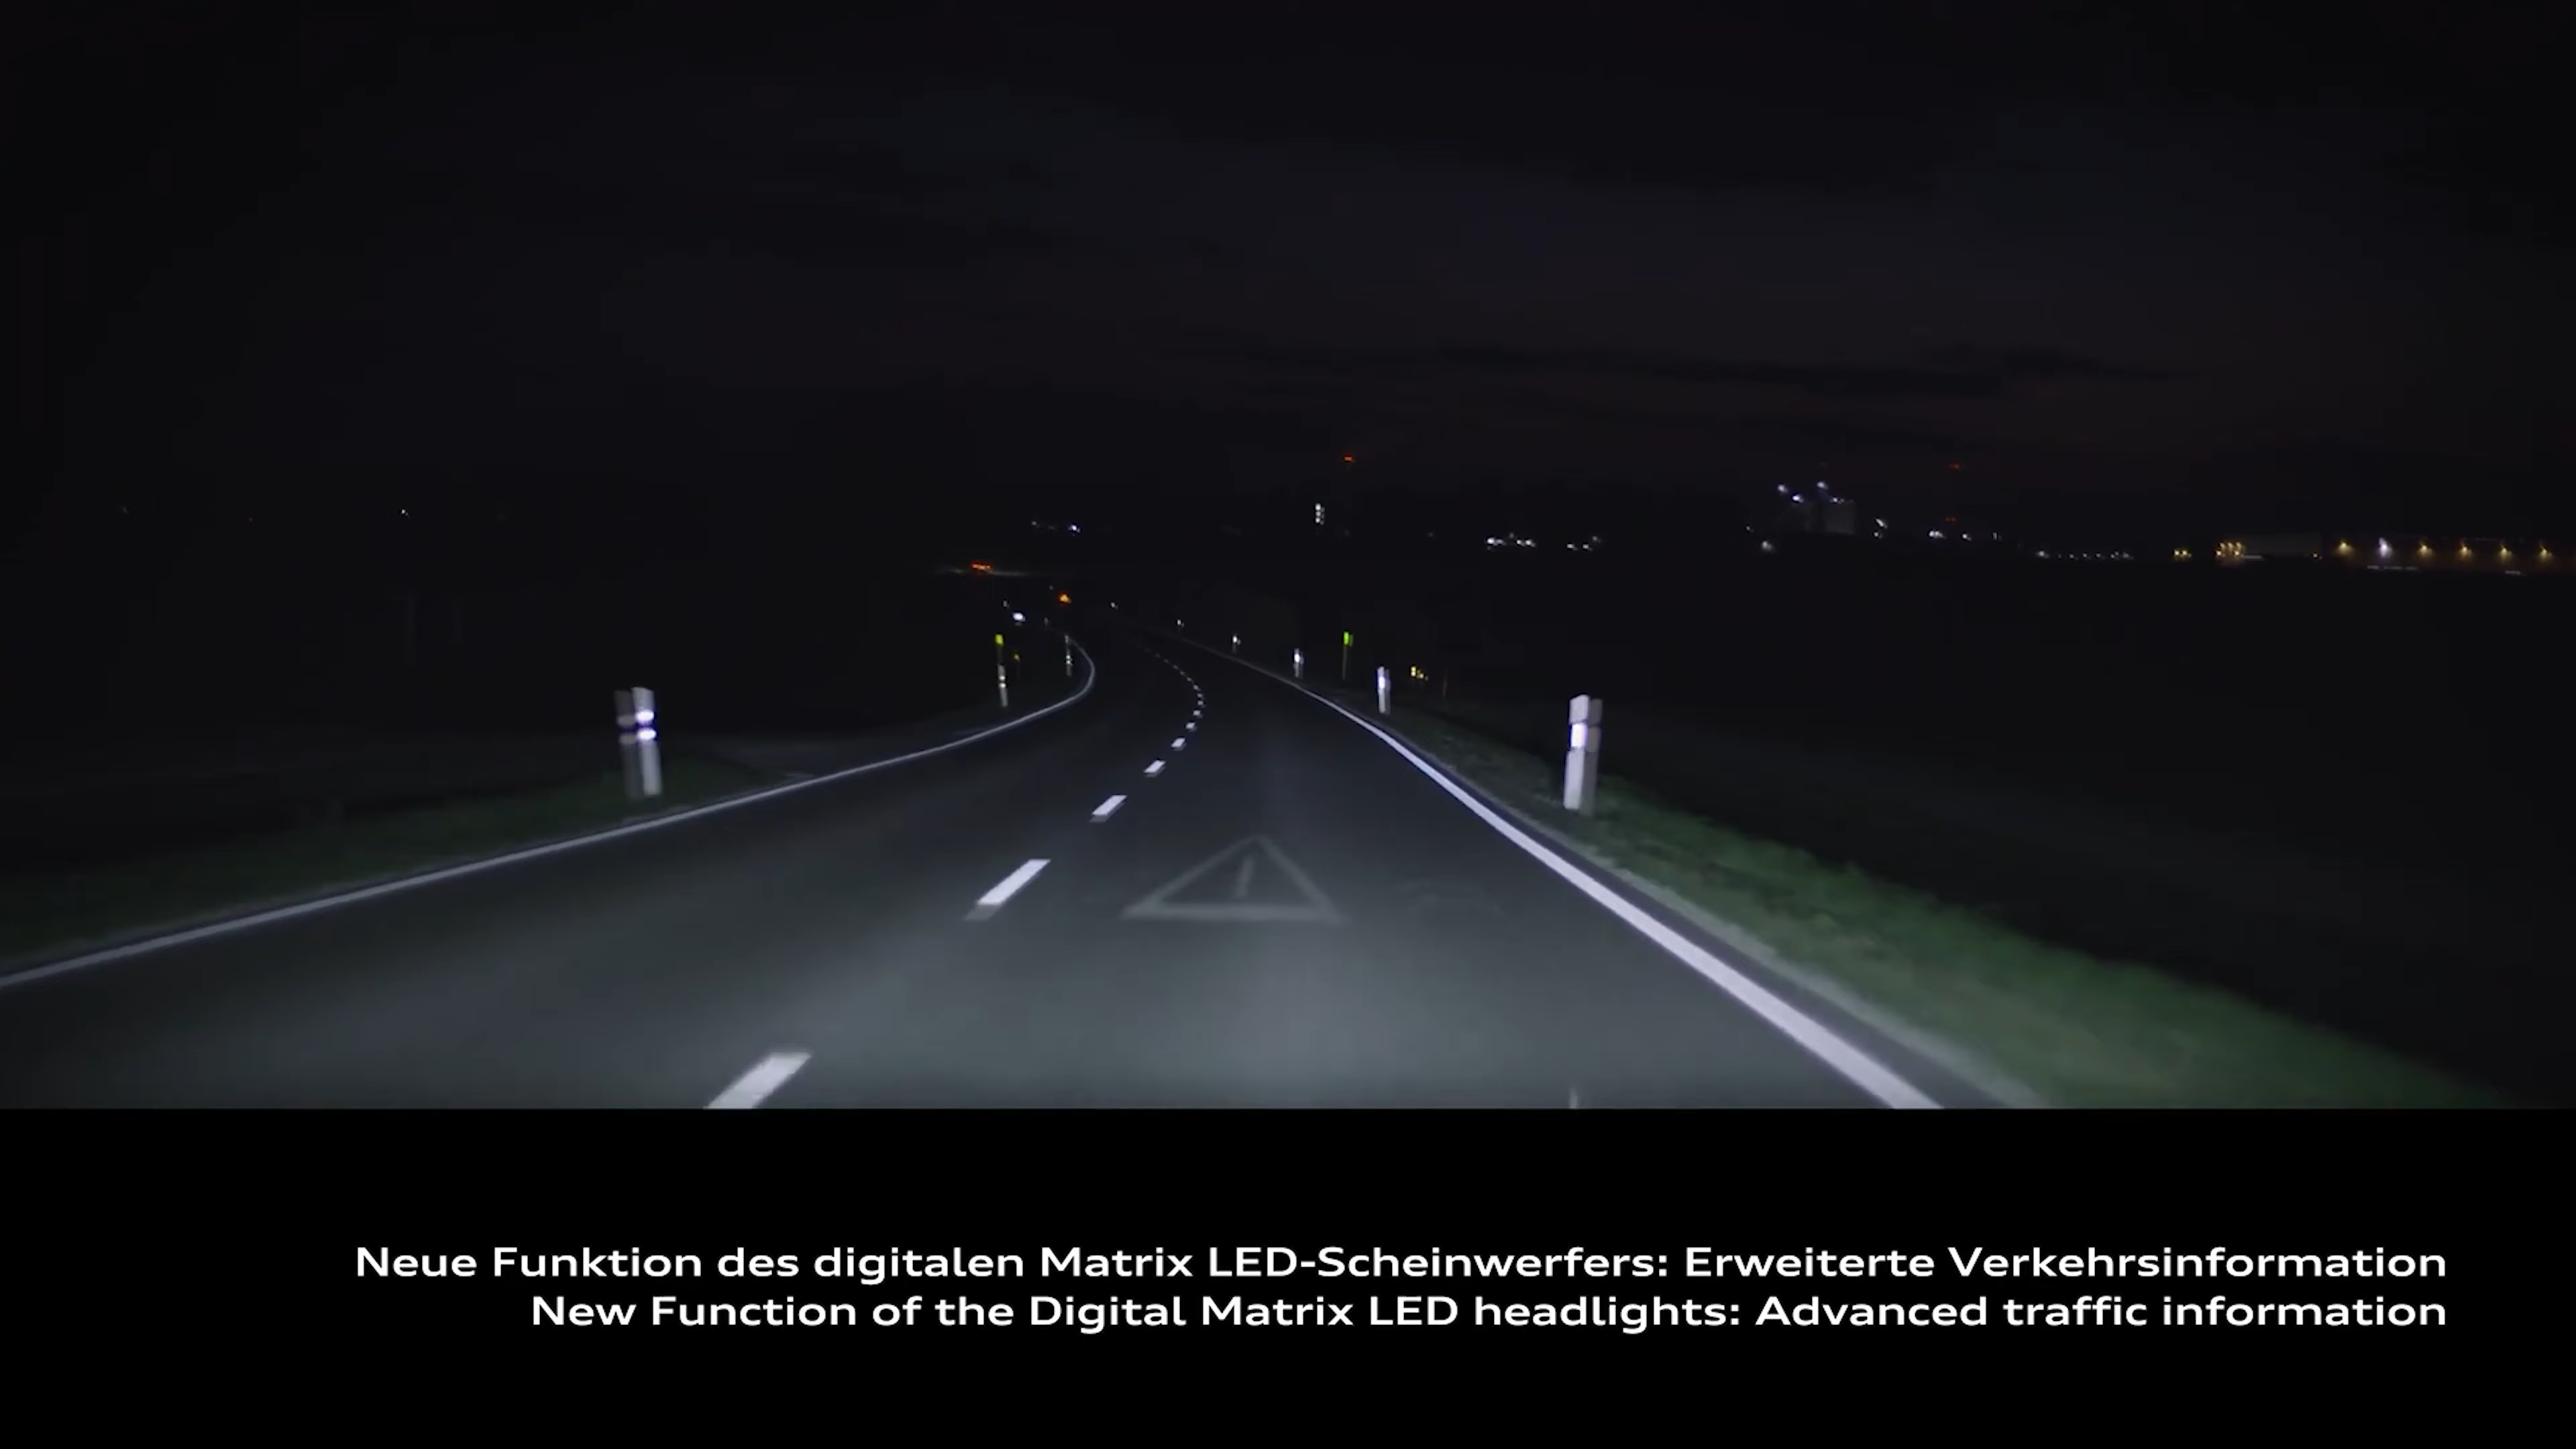 Neue Funktion des digitalen Matrix LED-Scheinwerfers: Erweiterte Verkehrsinformation
New Function of the Digital Matrix LED headlights: Advanced traffic information